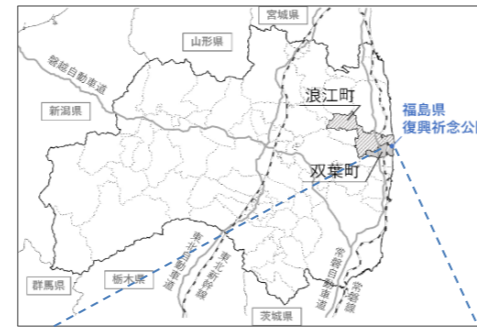 宮城県
山形県
磐越自動車道
新潟県
浪江町
福島県
復興祈念公
双葉町
群馬県
栃木県
東北自動車道
東北新幹線
茨城県
常磐自動車道
常磐線